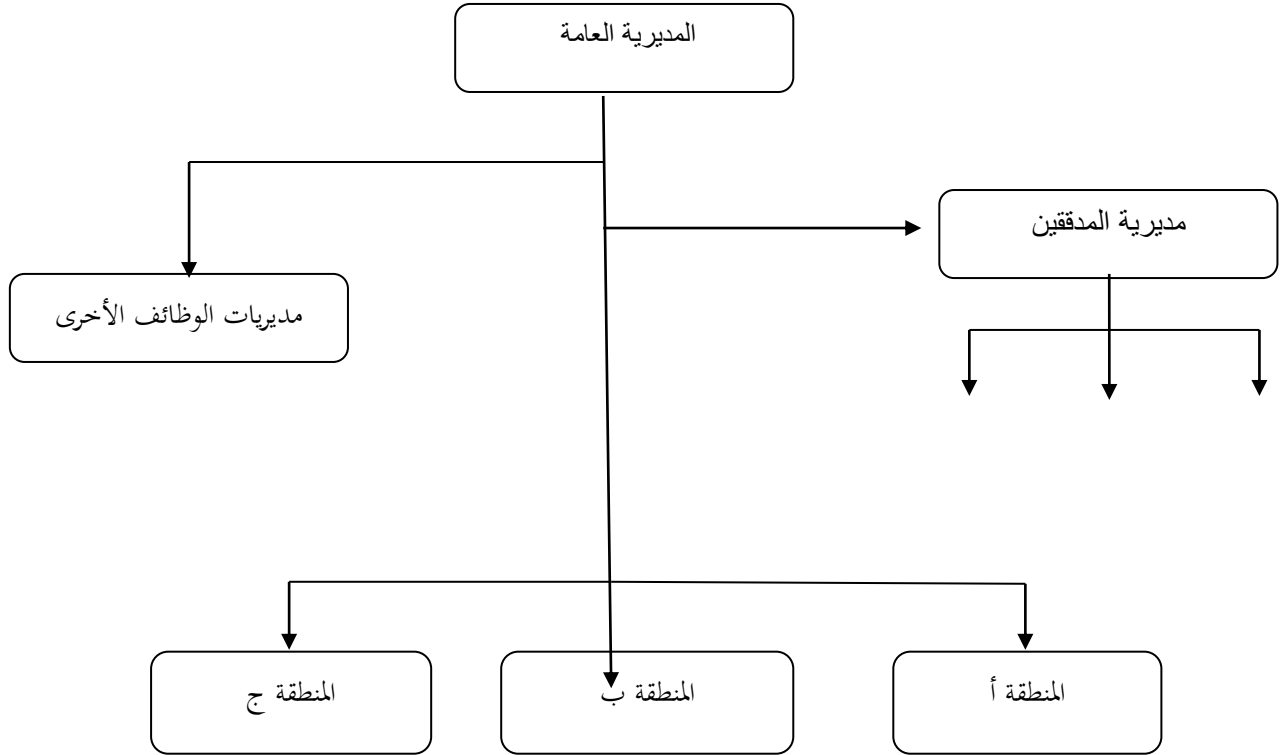 المديرية العامة
مديرية المدققين
مديريات الوظائف الأخرى
المنطقة أ
المنطقة ب
المنطقة ج